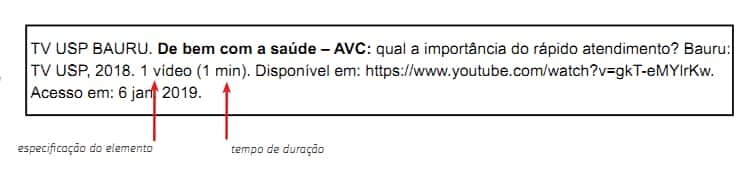 TV USP BAURU. De bem com a saúde – AVC: qual a importância do rápido atendimento? Bauru:
TV USP, 2018. 1 vídeo (1 min). Disponível em: https://www.youtube.com/watch?v=gkT-eMYlrKw.
Acesso em: 6 jan. 2019.
especificação do elemento
tempo de duração